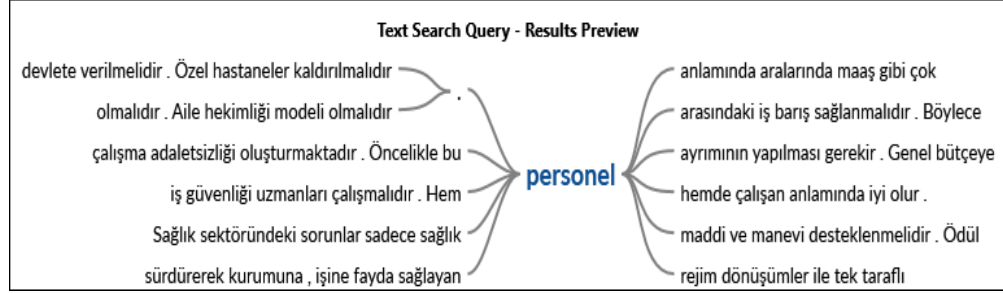 Text Search Query - Results Preview
devlete verilmelidir . Özel hastaneler kaldırılmalıdır
olmalıdır . Aile hekimliği modeli olmalıdır
.
çalışma adaletsizliği oluşturmaktadır . Öncelikle bu
iş güvenliği uzmanları çalışmalıdır . Hem
Sağlık sektöründeki sorunlar sadece sağlık
sürdürerek kurumuna , işine fayda sağlayan
personel
anlamında aralarında maaş gibi çok
arasındaki iş barış sağlanmalıdır . Böylece
ayrımının yapılması gerekir . Genel bütçeye
hemde çalışan anlamında iyi olur .
maddi ve manevi desteklenmelidir . Ödül
rejim dönüşümler ile tek taraflı